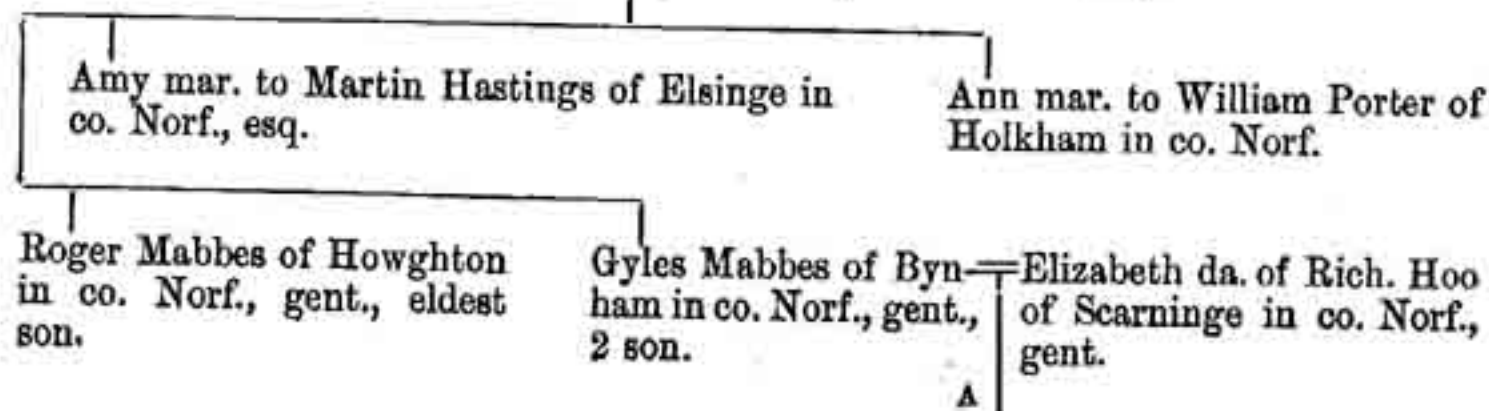 Amy mar. to Martin Hastings of Elsinge in
co. Norf., esq.
Ann mar. to William Porter of
Holkham in co. Norf.
Roger Mabbes of Howghton
in co. Norf., gent., eldest
son.
Gyles Mabbes of Byn-
ham in co. Norf., gent.,
2 son.
Elizabeth da. of Rich. Hoo
of Scarninge in co. Norf.,
gent.
A